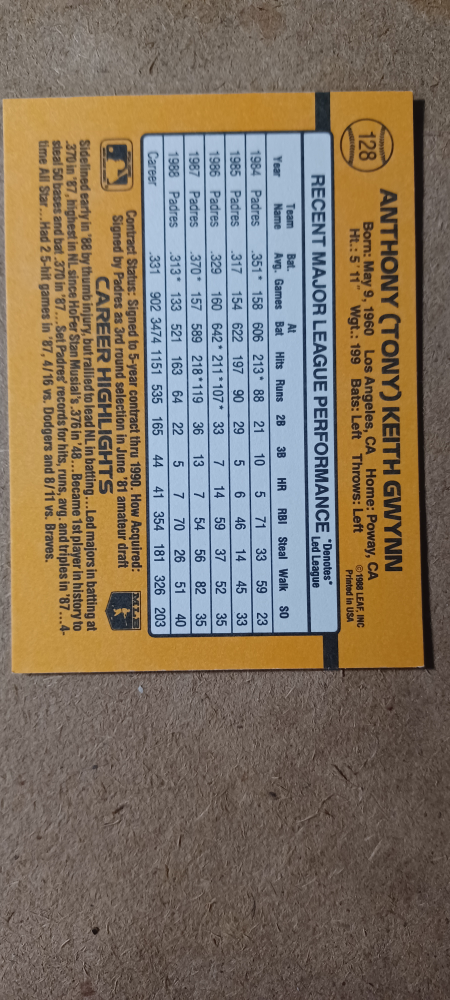 128
ANTHONY (TONY) KEITH GWYNN
Born: May 9, 1960 Los Angeles, CA Home: Poway, CA
Ht.: 5'11" Wgt.: 199 Bats: Left Throws: Left
©1988 LEAF, INC
Printed in USA
RECENT MAJOR LEAGUE PERFORMANCE *Denotes*
Led League
Year Team Name Bat. Avg. Games At Bat Hits Runs 2B 3B HR RBI Steal Walk SO
1984 Padres .351* 158 606 213* 88 21 10 5 71 33 59 23
1985 Padres .317 154 622 197 90 29 5 6 46 14 45 33
1986 Padres .329 160 642* 211* 107* 33 7 14 59 37 52 35
1987 Padres .370* 157 589 218* 119 36 13 7 54 56 82 35
1988 Padres .313* 133 521 163 64 22 5 7 70 26 51 40
Career .331 902 3474 1151 535 165 44 41 354 181 326 203
Contract Status: Signed to 5-year contract thru 1990. How Acquired:
Signed by Padres as 3rd round selection in June '81 amateur draft
MLB
CAREER HIGHLIGHTS
Sidelined early in '88 by thumb injury, but rallied to lead NL in batting...Led majors in batting at
.370 in '87, highest in NL since HoFer Stan Musial's .376 in '48...Became 1st player in history to
steal 50 bases and bat .370 in '87...Set Padres' records for hits, runs, avg. and triples in '87...4-
time All Star...Had 2 5-hit games in '87, 4/16 vs. Dodgers and 8/11 vs. Braves.